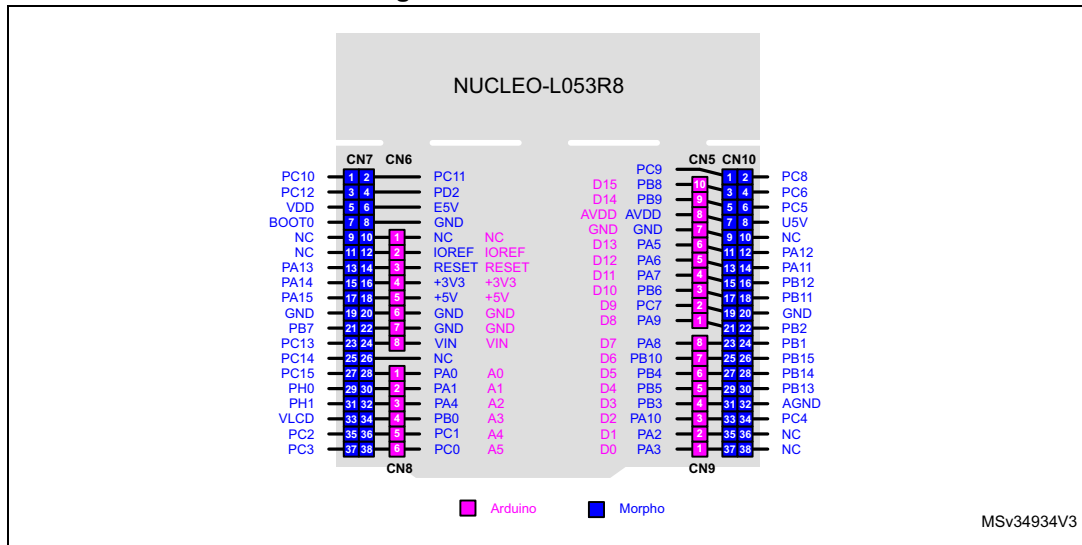 NUCLEO-L053R8
CN7 CN6 CN5 CN10
PC9
PC10 1 2 PC11 D15 PB8 10 1 2 PC8
PC12 3 4 PD2 D14 PB9 9 3 4 PC6
VDD 5 6 E5V AVDD AVDD 8 5 6 PC5
BOOT0 7 8 GND GND GND 7 7 8 U5V
NC 9 10 1 NC NC D13 PA5 6 9 10 NC
NC 11 12 2 IOREF IOREF D12 PA6 5 11 12 PA12
PA13 13 14 3 RESET RESET D11 PA7 4 13 14 PA11
PA14 15 16 4 +3V3 +3V3 D10 PB6 3 15 16 PB12
PA15 17 18 5 +5V +5V D9 PC7 2 17 18 PB11
GND 19 20 6 GND GND D8 PA9 1 19 20 GND
PB7 21 22 7 GND GND 21 22 PB2
PC13 23 24 8 VIN VIN D7 PA8 8 23 24 PB1
PC14 25 26 NC D6 PB10 7 25 26 PB15
PC15 27 28 1 PA0 A0 D5 PB4 6 27 28 PB14
PH0 29 30 2 PA1 A1 D4 PB5 5 29 30 PB13
PH1 31 32 3 PA4 A2 D3 PB3 4 31 32 AGND
VLCD 33 34 4 PB0 A3 D2 PA10 3 33 34 PC4
PC2 35 36 5 PC1 A4 D1 PA2 2 35 36 NC
PC3 37 38 6 PC0 A5 D0 PA3 1 37 38 NC
CN8 CN9
Arduino Morpho
MSv34934V3